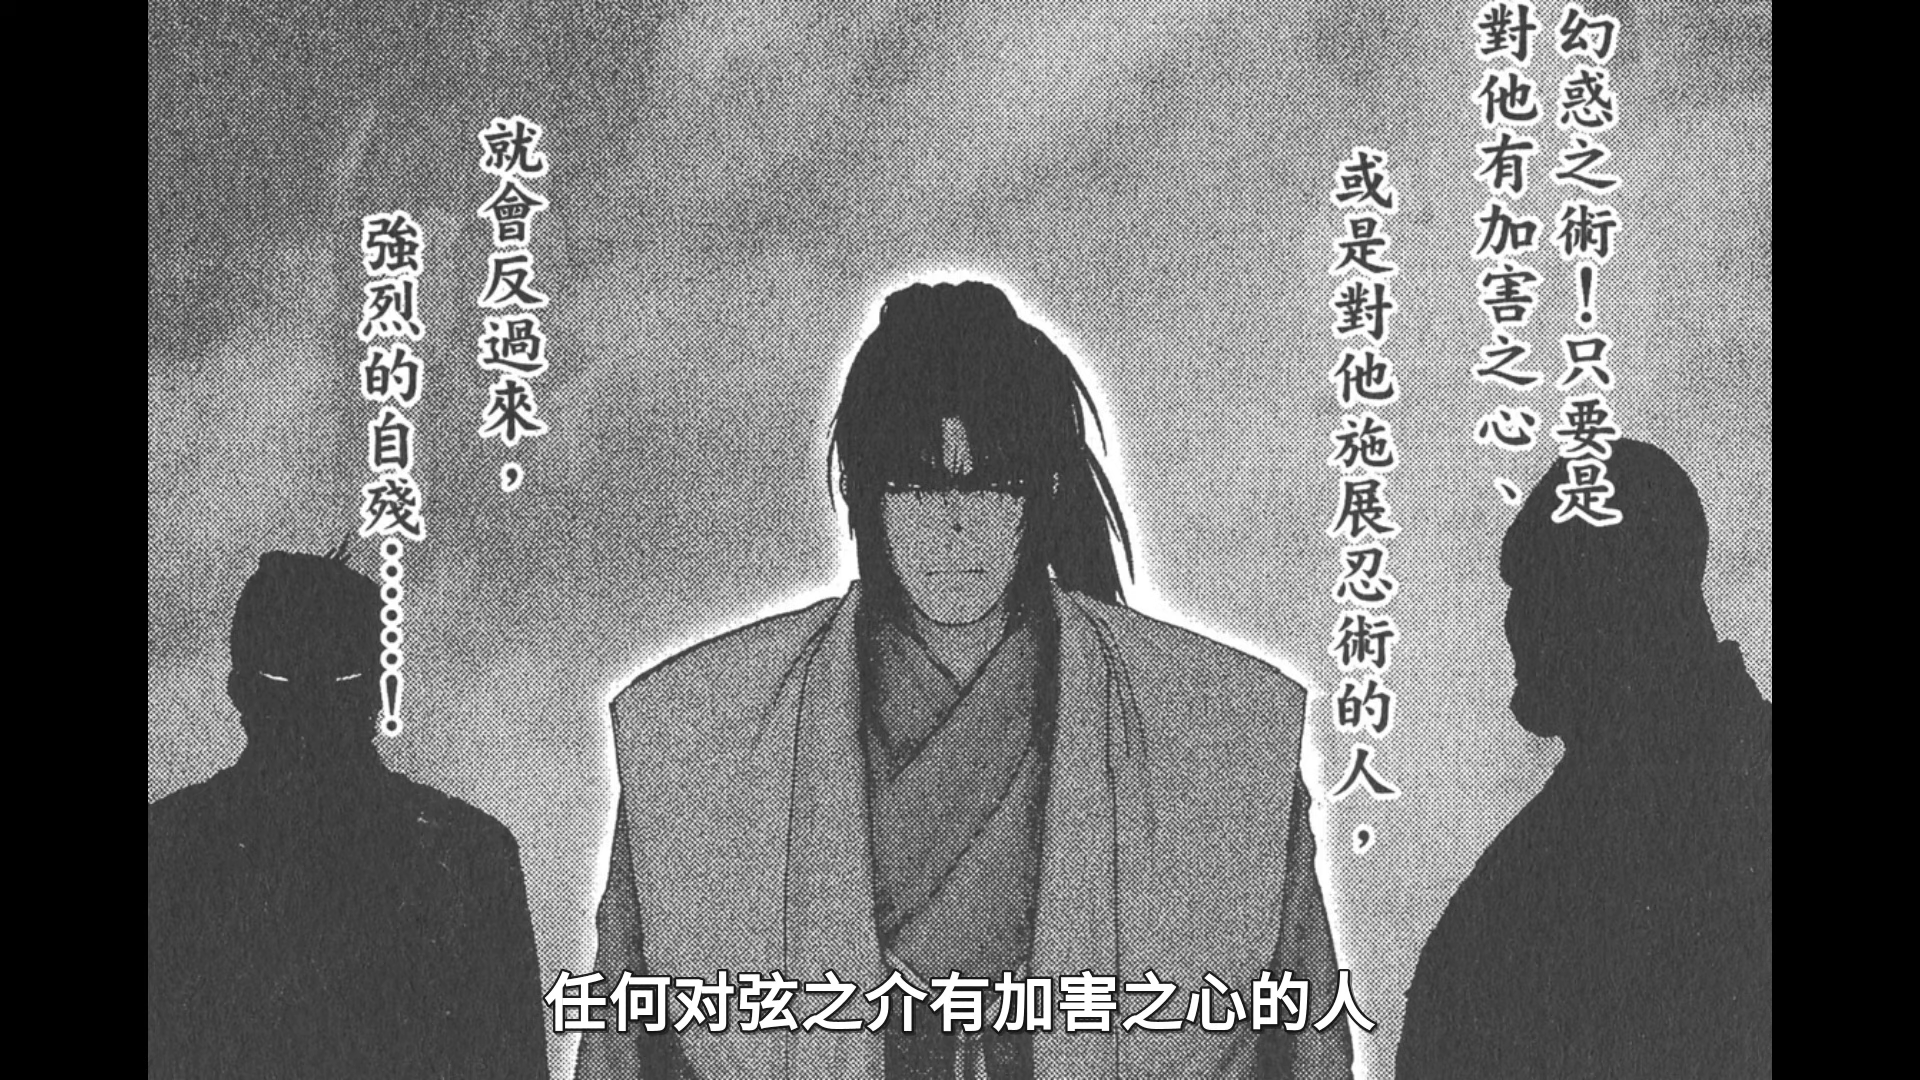 幻惑之術！只要是
對他有加害之心、
或是對他施展忍術的人，
就會反過來，
強烈的自殘………！
任何对弦之介有加害之心的人